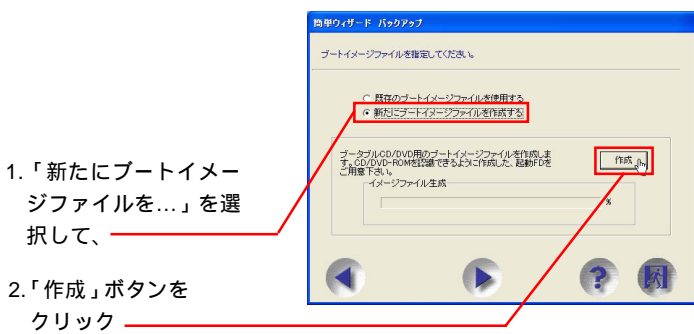 簡単ウィザード バックアップ
ブートイメージファイルを指定してください。
既存のブートイメージファイルを使用する
新たにブートイメージファイルを作成する
ブータブルCD/DVD用のブートイメージファイルを作成しま
す。CD/DVD-ROMを認識できるように作成した、起動FDを
ご用意下さい。
作成
イメージファイル生成
%
1.「新たにブートイメー
ジファイルを...」を選
択して、
2.「作成」ボタンを
クリック
?